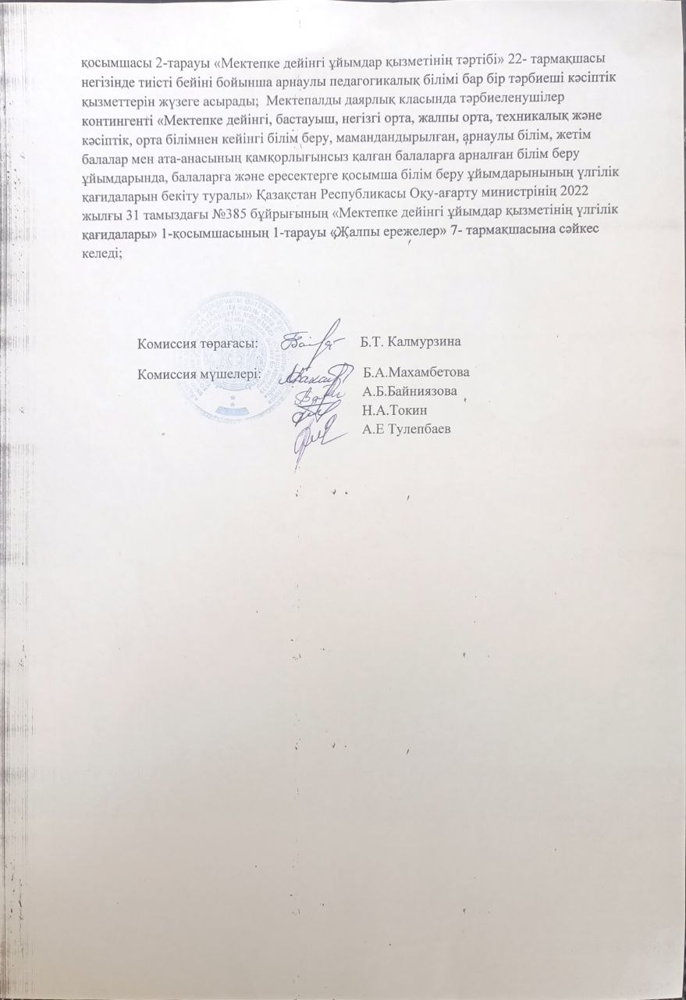 қосымшасы 2-тарауы «Мектепке дейінгі ұйымдар қызметінің тәртібі» 22- тармақшасы
негізінде тиісті бейіні бойынша арнаулы педагогикалық білімі бар бір тәрбиеші кәсіптік
қызметтерін жүзеге асырады; Мектепалды даярлық класында тәрбиеленушілер
контингенті «Мектепке дейінгі, бастауыш, негізгі орта, жалпы орта, техникалық және
кәсіптік, орта білімнен кейінгі білім беру, мамандандырылған, арнаулы білім, жетім
балалар мен ата-анасының қамқорлығынсыз қалған балаларға арналған білім беру
ұйымдарында, балаларға және ересектерге қосымша білім беру ұйымдарынының үлгілік
қағидаларын бекіту туралы» Қазақстан Республикасы Оқу-ағарту министрінің 2022
жылғы 31 тамыздағы №385 бұйрығының «Мектепке дейінгі ұйымдар қызметінің үлгілік
қағидалары» 1-қосымшасының 1-тарауы «Жалпы ережелер» 7- тармақшасына сәйкес
келеді;
Комиссия төрағасы: Б.Т. Калмурзина
Комиссия мүшелері: Б.А.Махамбетова
А.Б.Байниязова
Н.А.Токин
А.Е Тулепбаев